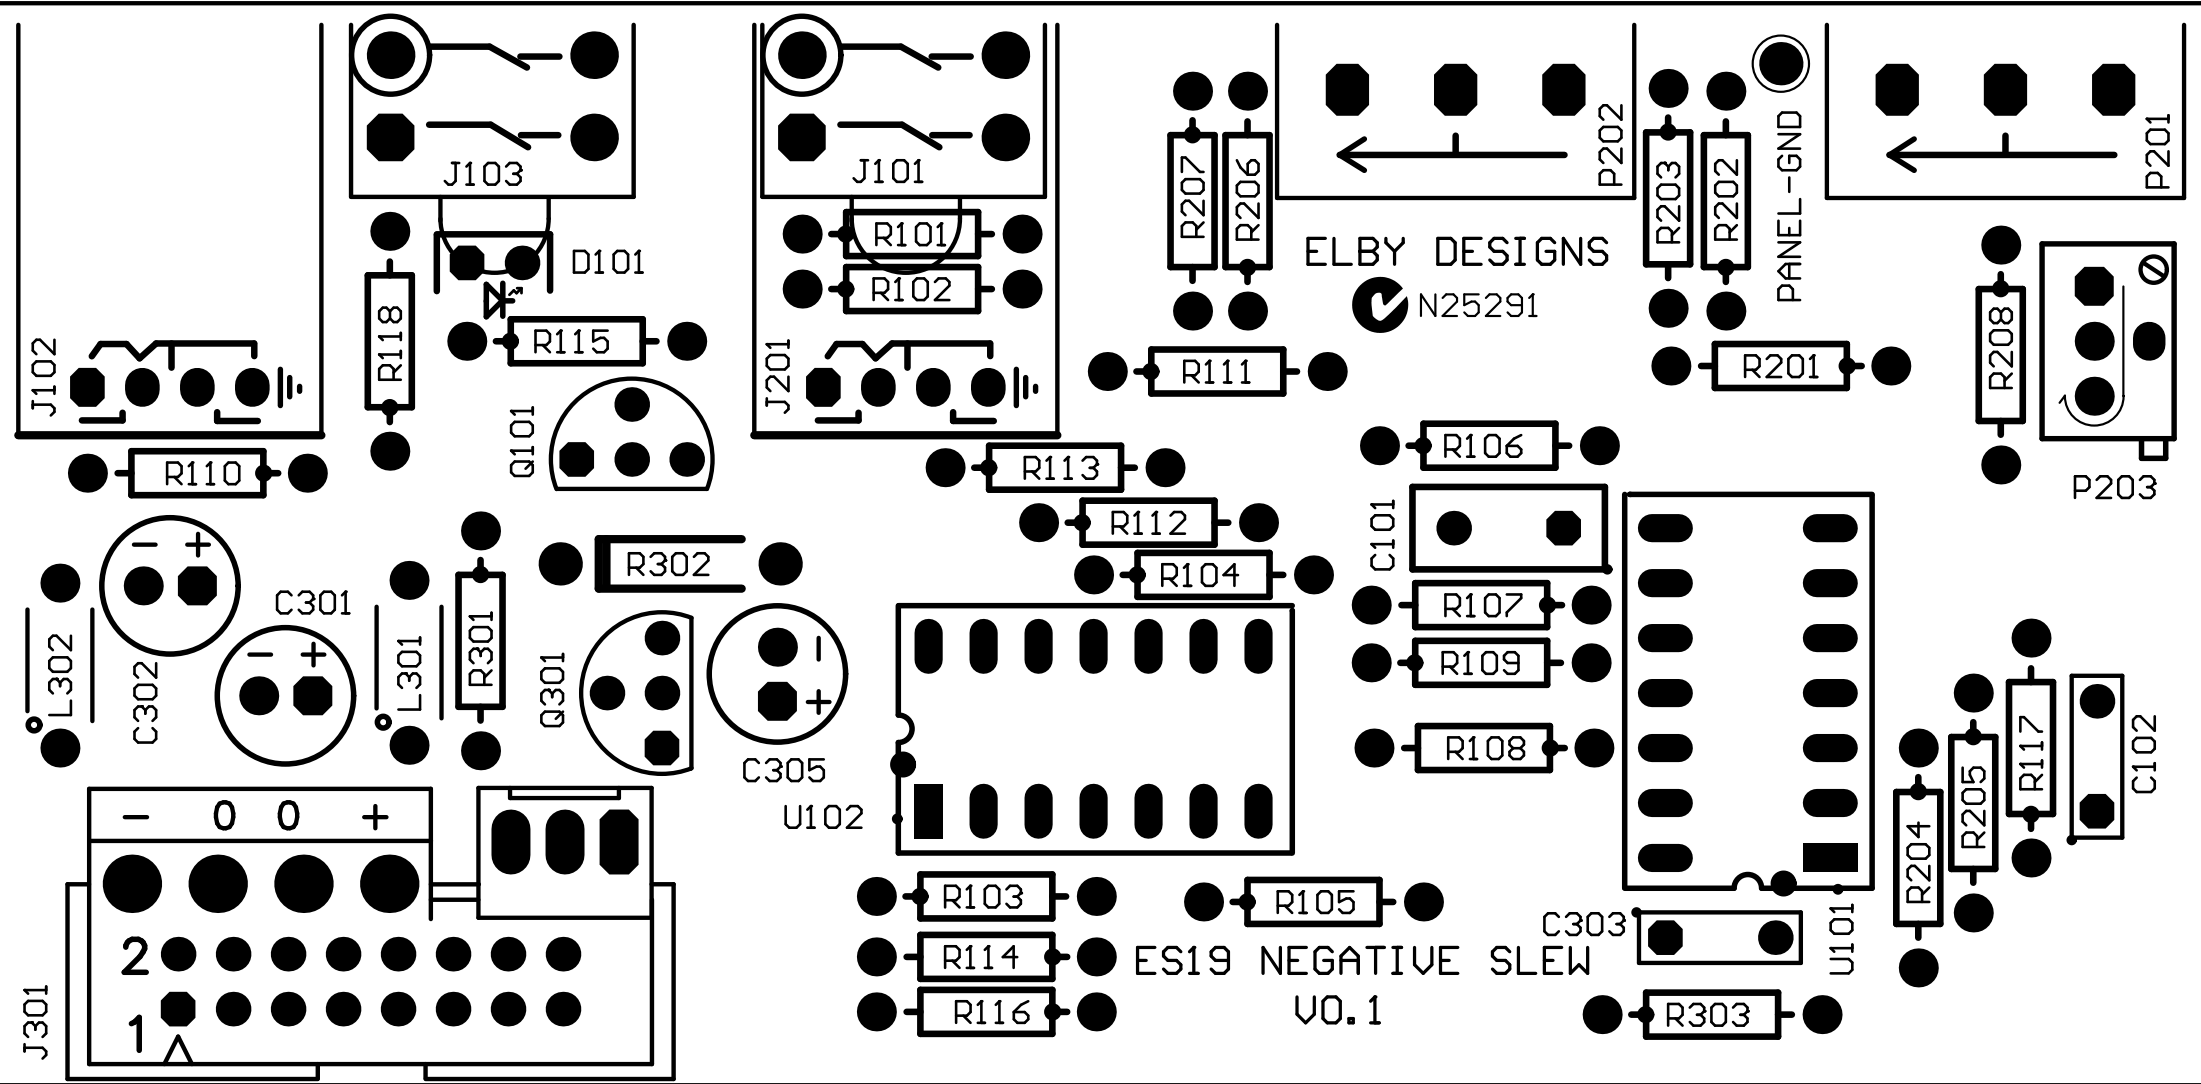 J103
J101
P202
PANEL-GND
P201
R207
R206
R203
R202
R101
D101
R102
ELBY DESIGNS
N25291
R118
R115
J102
J201
R111
R201
R208
Q101
R110
R113
R106
P203
R112
C101
R302
R104
- +
C301
R107
L302
C302
- +
L301
R301
Q301
-
+
R109
C305
R108
R117
C102
U102
R205
R204
- 0 0 +
R103
R105
C303
U101
2
R114
ES19 NEGATIVE SLEW
J301
1
R116
V0.1
R303